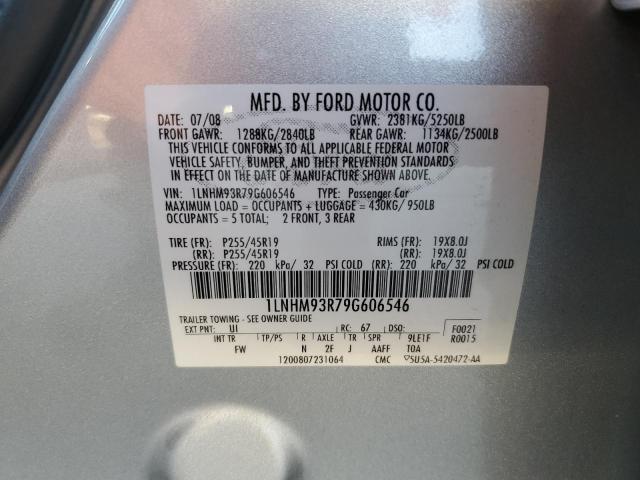 MFD. BY FORD MOTOR CO.
DATE: 07/08 GVWR: 2381KG/5250LB
FRONT GAWR: 1288KG/2840LB REAR GAWR: 1134KG/2500LB
THIS VEHICLE CONFORMS TO ALL APPLICABLE FEDERAL MOTOR
VEHICLE SAFETY, BUMPER, AND THEFT PREVENTION STANDARDS
IN EFFECT ON THE DATE OF MANUFACTURE SHOWN ABOVE.
VIN: 1LNHM93R79G606546 TYPE: Passenger Car
MAXIMUM LOAD = OCCUPANTS + LUGGAGE = 430KG/ 950LB
OCCUPANTS = 5 TOTAL; 2 FRONT, 3 REAR
TIRE (FR): P255/45R19 RIMS (FR): 19X8.0J
(RR): P255/45R19 (RR): 19X8.0J
PRESSURE (FR): 220 kPa/ 32 PSI COLD (RR): 220 kPa/ 32 PSI COLD
1LNHM93R79G606546
TRAILER TOWING - SEE OWNER GUIDE
EXT PNT: UI RC: 67 DSO: F0021
INT TR TP/PS R AXLE TR SPR 9LE1F R0015
FW N 2F J AAFF TOA
1200807231064 CMC 5U5A-5420472-AA